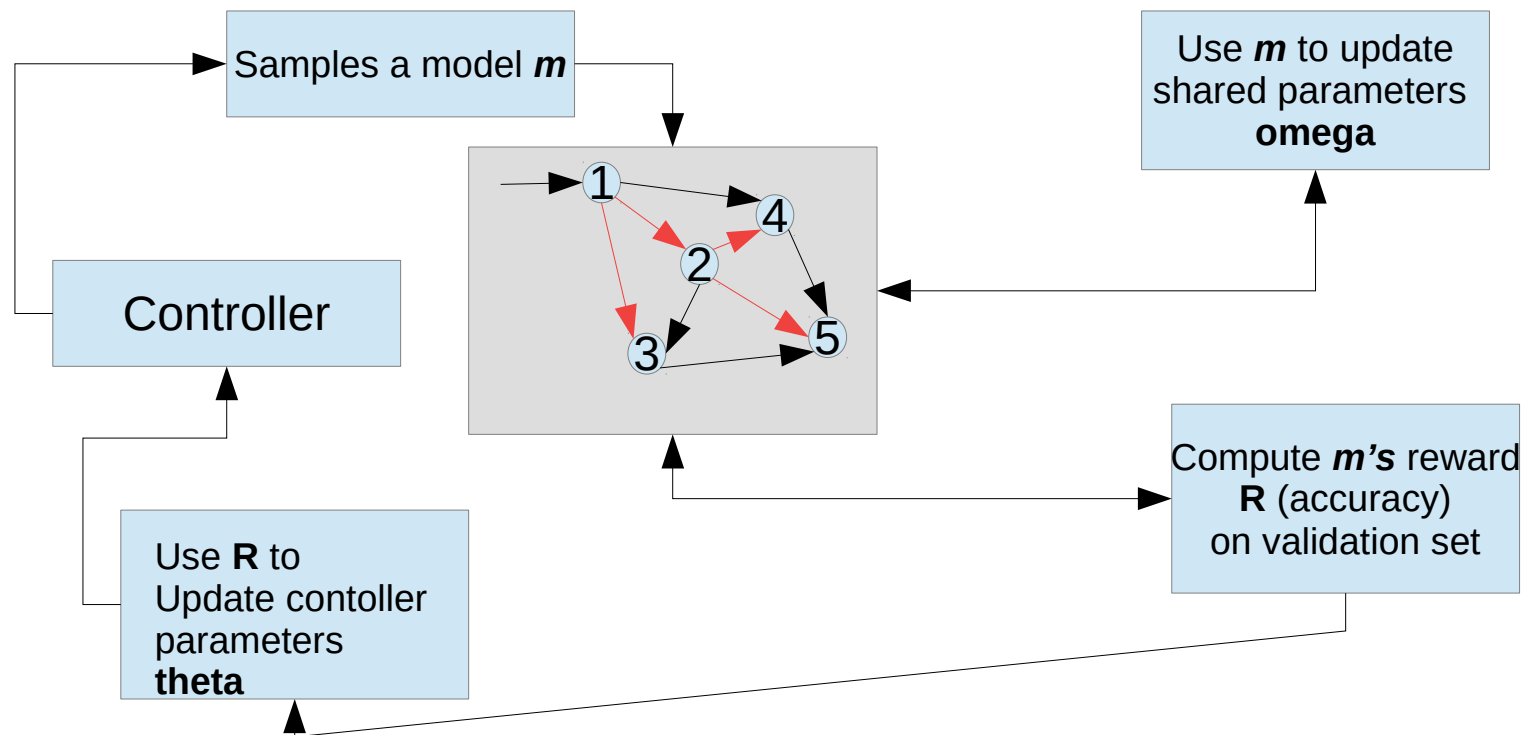 Samples a model m
Use m to update
shared parameters
omega
1
4
2
3
5
Controller
Compute m’s reward
R (accuracy)
on validation set
Use R to
Update contoller
parameters
theta